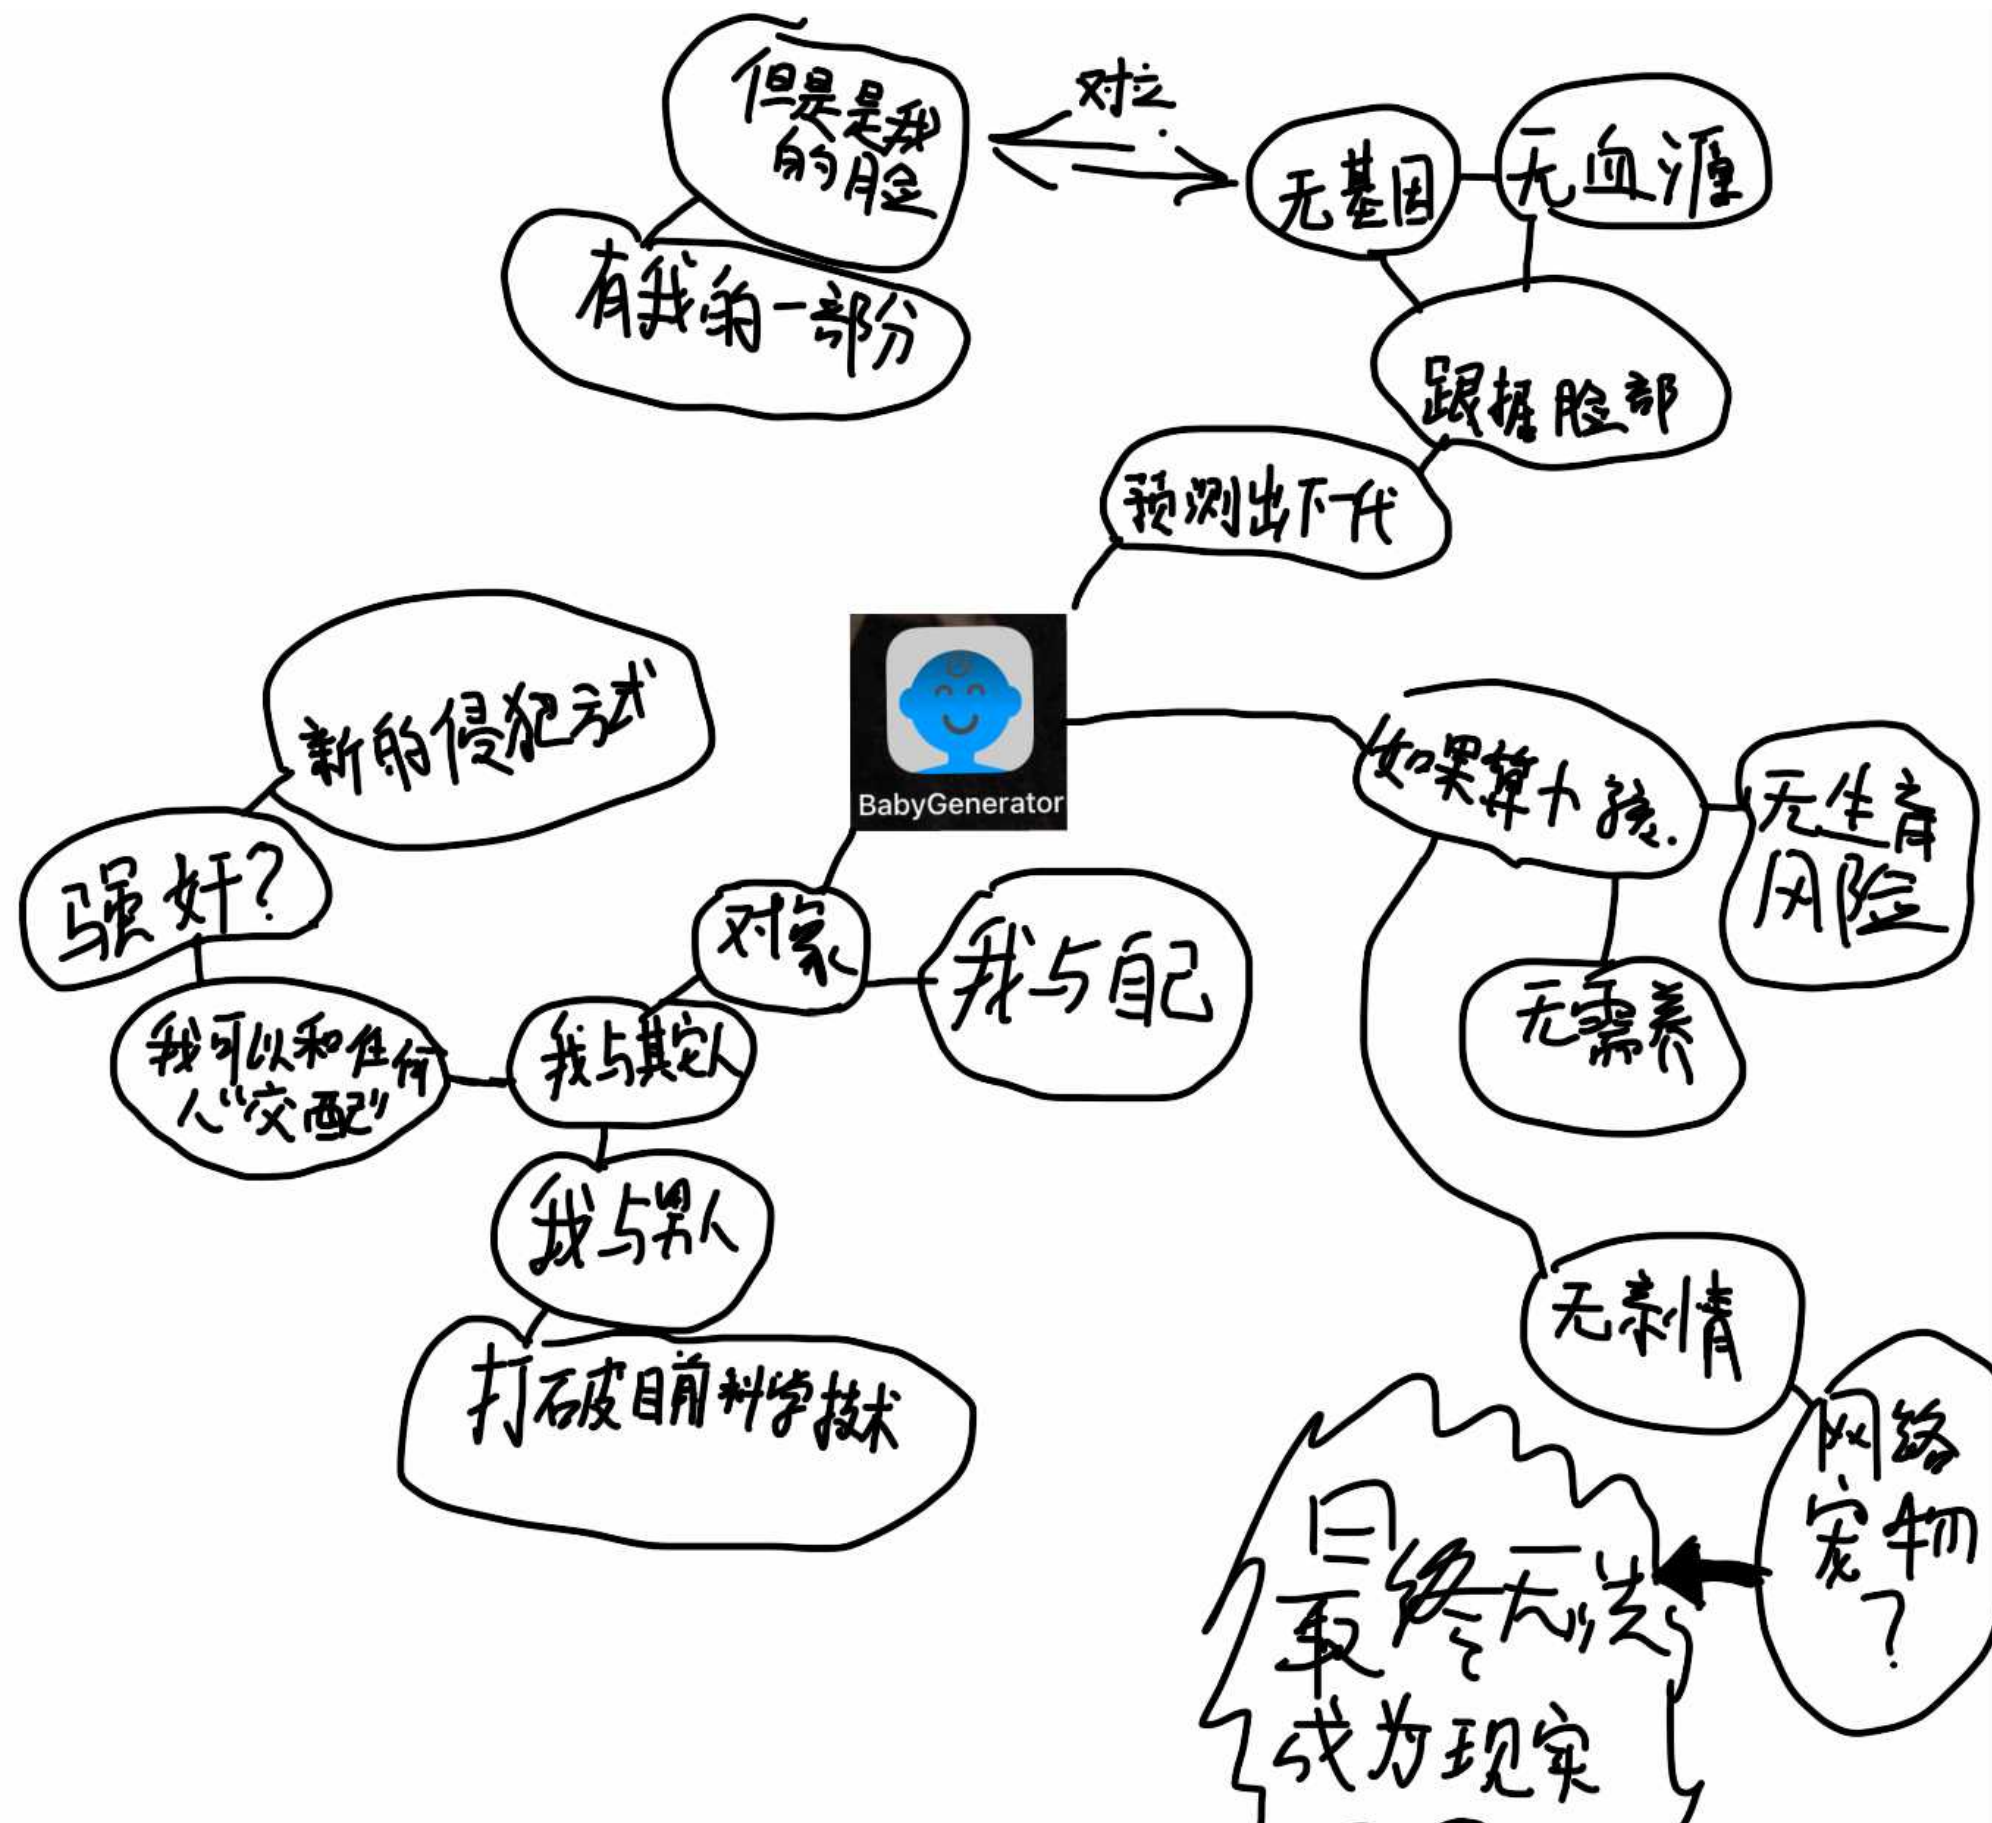 但是是我
的脸
对立
无基因
无血源
有我的一部分
跟据脸部
预测出下一代
新的侵犯方式
BabyGenerator
如果算小孩.
无生育
风险
强奸?
对象
我与自己
无需养
我可以和任何
人“交配”
我与其它人
我与男人
无亲情
打破目前科学技术
网络
宠物
?
最终无法
成为现实